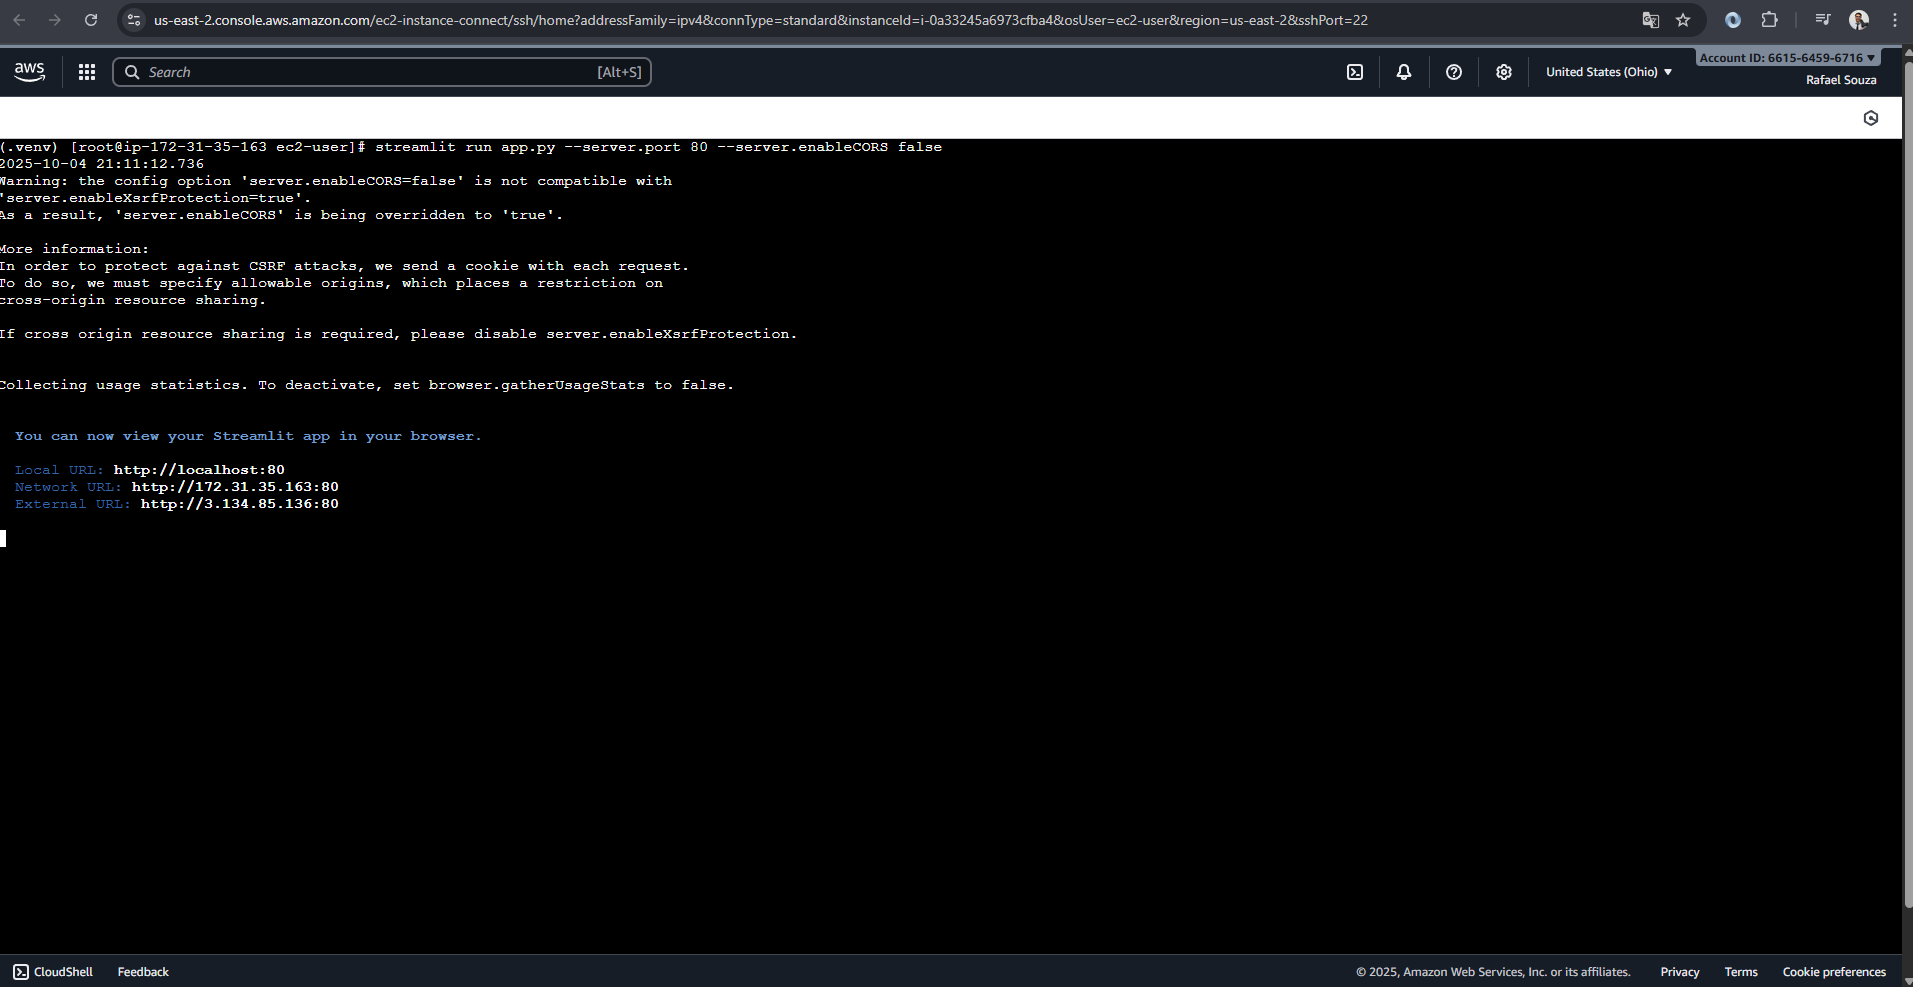 us-east-2.console.aws.amazon.com/ec2-instance-connect/ssh/home?addressFamily=ipv4&connType=standard&instanceId=i-0a33245a6973cfba4&osUser=ec2-user&region=us-east-2&sshPort=22
aws
Search [Alt+S]
United States (Ohio)
Account ID: 6615-6459-6716
Rafael Souza
(.venv) [root@ip-172-31-35-163 ec2-user]# streamlit run app.py --server.port 80 --server.enableCORS false
2025-10-04 21:11:12.736
Warning: the config option 'server.enableCORS=false' is not compatible with
'server.enableXsrfProtection=true'.
As a result, 'server.enableCORS' is being overridden to 'true'.
More information:
In order to protect against CSRF attacks, we send a cookie with each request.
To do so, we must specify allowable origins, which places a restriction on
cross-origin resource sharing.
If cross origin resource sharing is required, please disable server.enableXsrfProtection.
Collecting usage statistics. To deactivate, set browser.gatherUsageStats to false.
You can now view your Streamlit app in your browser.
Local URL: http://localhost:80
Network URL: http://172.31.35.163:80
External URL: http://3.134.85.136:80
CloudShell Feedback © 2025, Amazon Web Services, Inc. or its affiliates. Privacy Terms Cookie preferences